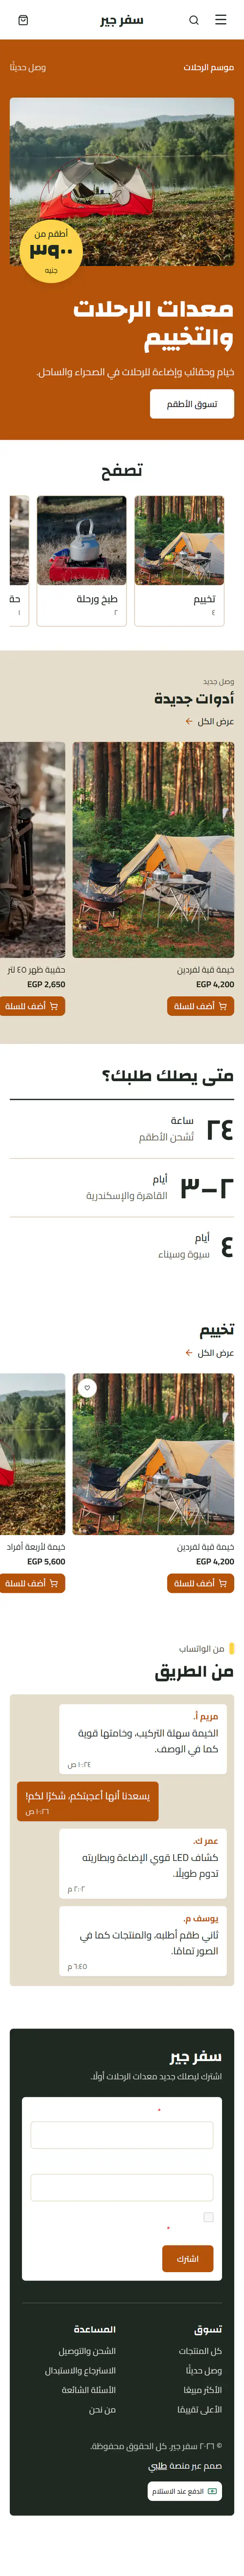 سفر جير
موسم الرحلات
وصل حديثًا
أطقم من
٣٩٠٠
جنيه
معدات الرحلات
والتخييم
خيام وحقائب وإضاءة للرحلات في الصحراء والساحل.
تسوق الأطقم
تصفح
تخييم
٤
طبخ ورحلة
٢
حقـ
١
وصل جديد
أدوات جديدة
عرض الكل
خيمة قبة لفردين
4,200 EGP
أضف للسلة
حقيبة ظهر ٤٥ لتر
2,650 EGP
أضف للسلة
متى يصلك طلبك؟
٢٤
ساعة
تُشحن الأطقم
٢–٣
أيام
القاهرة والإسكندرية
٤
أيام
سيوة وسيناء
تخييم
عرض الكل
خيمة قبة لفردين
4,200 EGP
أضف للسلة
خيمة لأربعة أفراد
5,600 EGP
أضف للسلة
من الواتساب
من الطريق
مريم أ.
الخيمة سهلة التركيب، وخامتها قوية
كما في الوصف.
١٠:٢٤ ص
يسعدنا أنها أعجبتكم، شكرًا لكم!
١٠:٢٦ ص
عمر ك.
كشاف LED قوي الإضاءة وبطاريته
تدوم طويلًا.
٢:٠٢ م
يوسف م.
ثاني طقم أطلبه، والمنتجات كما في
الصور تمامًا.
٦:٤٥ م
سفر جير
اشترك ليصلك جديد معدات الرحلات أولًا.
*
*
اشترك
تسوق
كل المنتجات
وصل حديثًا
الأكثر مبيعًا
الأعلى تقييمًا
المساعدة
الشحن والتوصيل
الاسترجاع والاستبدال
الأسئلة الشائعة
من نحن
© ٢٠٢٦ سفر جير. كل الحقوق محفوظة.
صمم عبر منصة طلبي
الدفع عند الاستلام